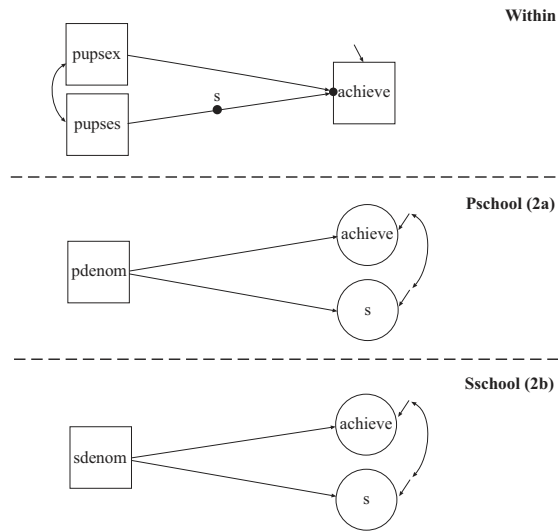 Within
pupsex
s
achieve
pupses
Pschool (2a)
achieve
pdenom
s
Sschool (2b)
achieve
sdenom
s